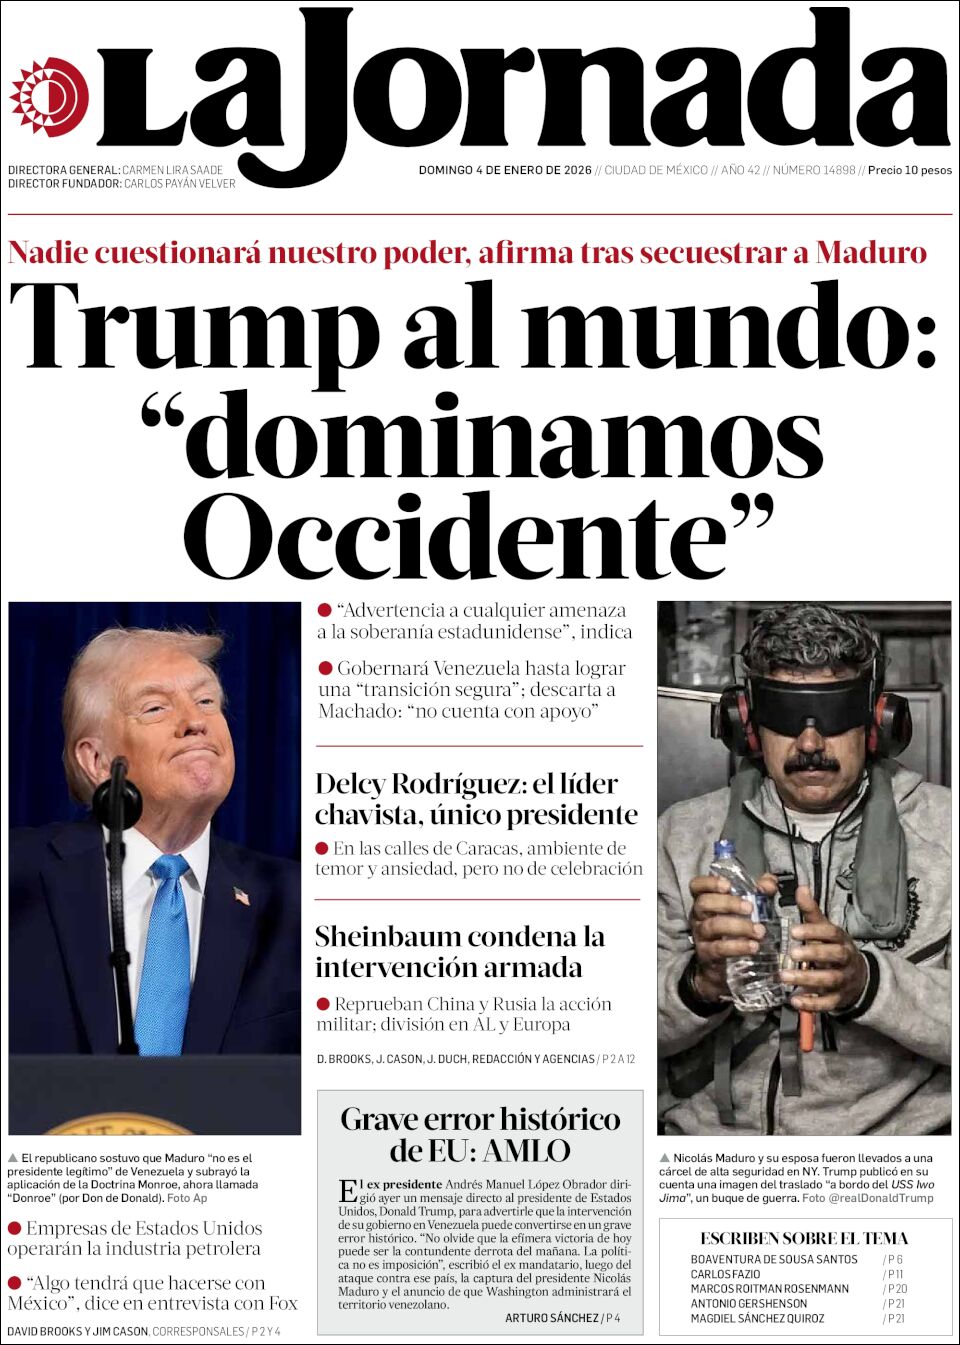 La Jornada
DIRECTORA GENERAL: CARMEN LIRA SAADE
DIRECTOR FUNDADOR: CARLOS PAYÁN VELVER
DOMINGO 4 DE ENERO DE 2026 // CIUDAD DE MÉXICO // AÑO 42 // NÚMERO 14898 // Precio 10 pesos
Nadie cuestionará nuestro poder, afirma tras secuestrar a Maduro
Trump al mundo:
“dominamos
Occidente”
● “Advertencia a cualquier amenaza
a la soberanía estadunidense”, indica
● Gobernará Venezuela hasta lograr
una “transición segura”; descarta a
Machado: “no cuenta con apoyo”
Delcy Rodríguez: el líder
chavista, único presidente
● En las calles de Caracas, ambiente de
temor y ansiedad, pero no de celebración
Sheinbaum condena la
intervención armada
● Reprueban China y Rusia la acción
militar; división en AL y Europa
D. BROOKS, J. CASON, J. DUCH, REDACCIÓN Y AGENCIAS / P 2 A 12
▲ El republicano sostuvo que Maduro “no es el
presidente legítimo” de Venezuela y subrayó la
aplicación de la Doctrina Monroe, ahora llamada
“Donroe” (por Don de Donald). Foto Ap
● Empresas de Estados Unidos
operarán la industria petrolera
● “Algo tendrá que hacerse con
México”, dice en entrevista con Fox
DAVID BROOKS Y JIM CASON, CORRESPONSALES / P 2 Y 4
Grave error histórico
de EU: AMLO
El ex presidente Andrés Manuel López Obrador diri-
gió ayer un mensaje directo al presidente de Estados
Unidos, Donald Trump, para advertirle que la intervención
de su gobierno en Venezuela puede convertirse en un grave
error histórico. “No olvide que la efímera victoria de hoy
puede ser la contundente derrota del mañana. La políti-
ca no es imposición”, escribió el ex mandatario, luego del
ataque contra ese país, la captura del presidente Nicolás
Maduro y el anuncio de que Washington administrará el
territorio venezolano.
ARTURO SÁNCHEZ / P 4
▲ Nicolás Maduro y su esposa fueron llevados a una
cárcel de alta seguridad en NY. Trump publicó en su
cuenta una imagen del traslado “a bordo del USS Iwo
Jima”, un buque de guerra. Foto @realDonaldTrump
ESCRIBEN SOBRE EL TEMA
BOAVENTURA DE SOUSA SANTOS / P 6
CARLOS FAZIO / P 11
MARCOS ROITMAN ROSENMANN / P 20
ANTONIO GERSHENSON / P 21
MAGDIEL SÁNCHEZ QUIROZ / P 21